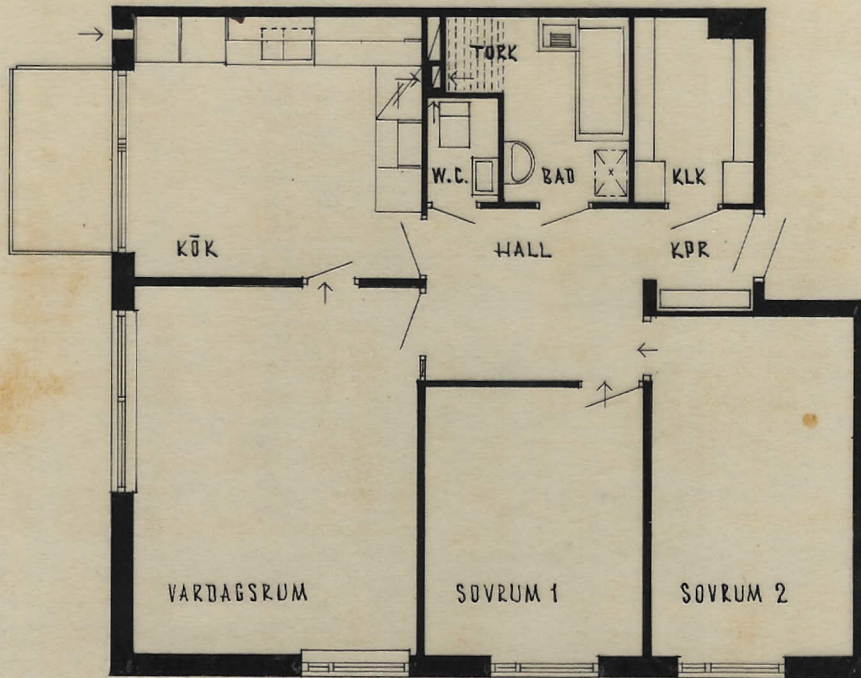 TORK
W.C.
BAD
KLK
KÖK
HALL
KPR
VARDAGSRUM
SOVRUM 1
SOVRUM 2